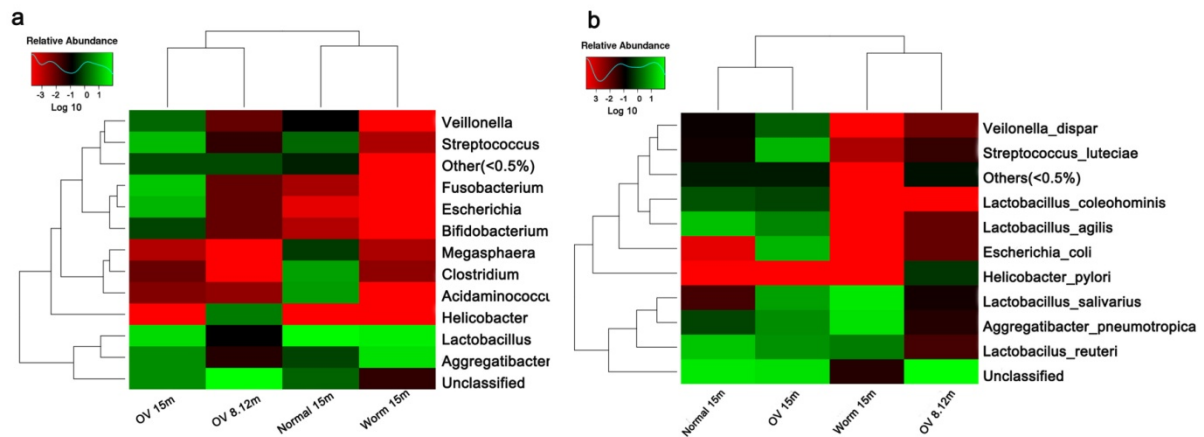 a
Relative Abundance
-3 -2 -1 0 1
Log 10
Veillonella
Streptococcus
Other(<0.5%)
Fusobacterium
Escherichia
Bifidobacterium
Megasphaera
Clostridium
Acidaminococcu
Helicobacter
Lactobacillus
Aggregatibacter
Unclassified
OV 15m
OV 8.12m
Normal 15m
Worm 15m
b
Relative Abundance
3 -2 -1 0 1
Log 10
Veilonella_dispar
Streptococcus_luteciae
Others(<0.5%)
Lactobacillus_coleohominis
Lactobacillus_agilis
Escherichia_coli
Helicobacter_pylori
Lactobacillus_salivarius
Aggregatibacter_pneumotropica
Lactobacilus_reuteri
Unclassified
Normal 15m
OV 15m
Worm 15m
OV 8.12m